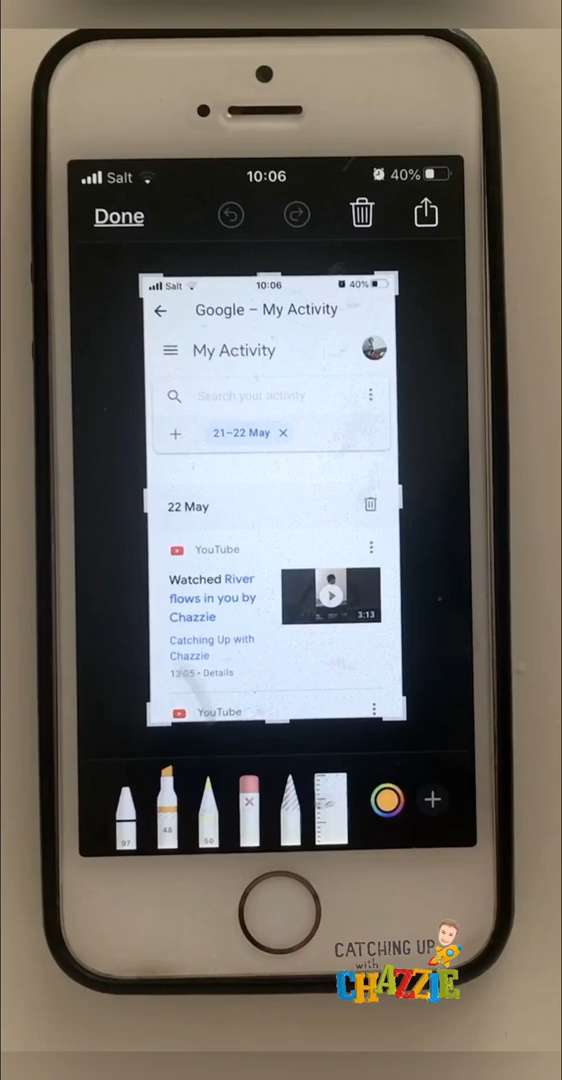 Salt 10:06 40%
Done
Salt 10:06 40%
Google – My Activity
My Activity
Search your activity
21–22 May
22 May
YouTube
Watched River
flows in you by
Chazzie
3:13
Catching Up with
Chazzie
13:05 • Details
YouTube
97
48
50
CATCHING UP
with
CHAZZIE